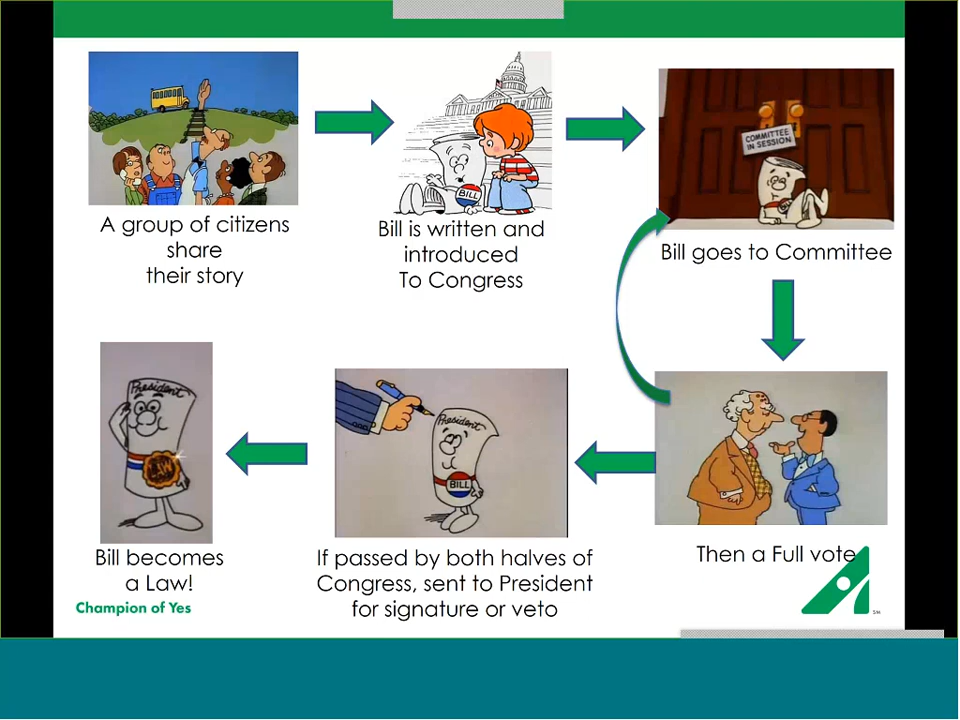 A group of citizens
share
their story
BILL
Bill is written and
introduced
To Congress
COMMITTEE
IN SESSION
Bill goes to Committee
President
LAW
Bill becomes
a Law!
President
BILL
If passed by both halves of
Congress, sent to President
for signature or veto
Then a Full vote
Champion of Yes
SM